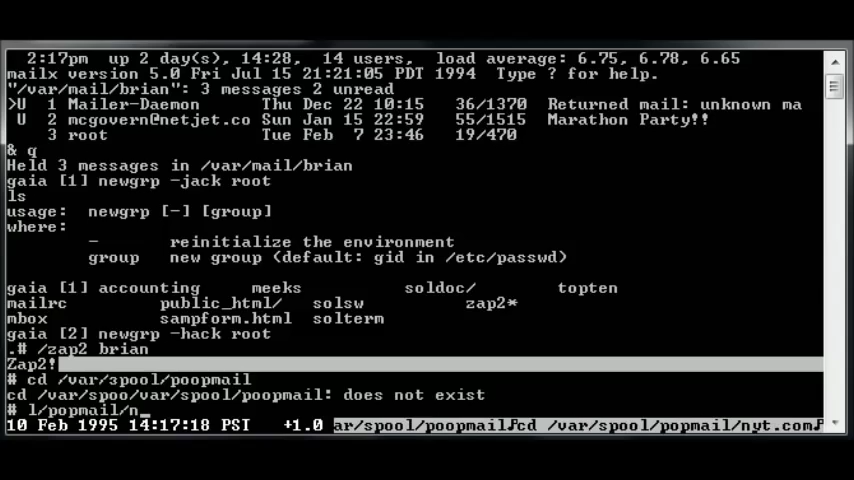 2:17pm  up 2 day(s), 14:28,  14 users,  load average: 6.75, 6.78, 6.65
mailx version 5.0 Fri Jul 15 21:21:05 PDT 1994  Type ? for help.
"/var/mail/brian": 3 messages 2 unread
>U  1 Mailer-Daemon      Thu Dec 22 10:15   36/1370  Returned mail: unknown ma
 U  2 mcgovern@netjet.co Sun Jan 15 22:59   55/1515  Marathon Party!!
    3 root               Tue Feb  7 23:46   19/470
& q
Held 3 messages in /var/mail/brian
gaia [1] newgrp -jack root
ls
usage:  newgrp [-] [group]
where:
        -       reinitialize the environment
        group   new group (default: gid in /etc/passwd)
gaia [1] accounting     meeks          soldoc/        topten
mailrc         public_html/   solsw          zap2*
mbox           sampform.html  solterm
gaia [2] newgrp -hack root
.# /zap2 brian
Zap2!
# cd /var/spool/poopmail
cd /var/spoo/var/spool/poopmail: does not exist
# l/popmail/n_
10 Feb 1995 14:17:18 PSI    +1.0 ar/spool/poopmail♪cd /var/spool/popmail/nyt.com♪